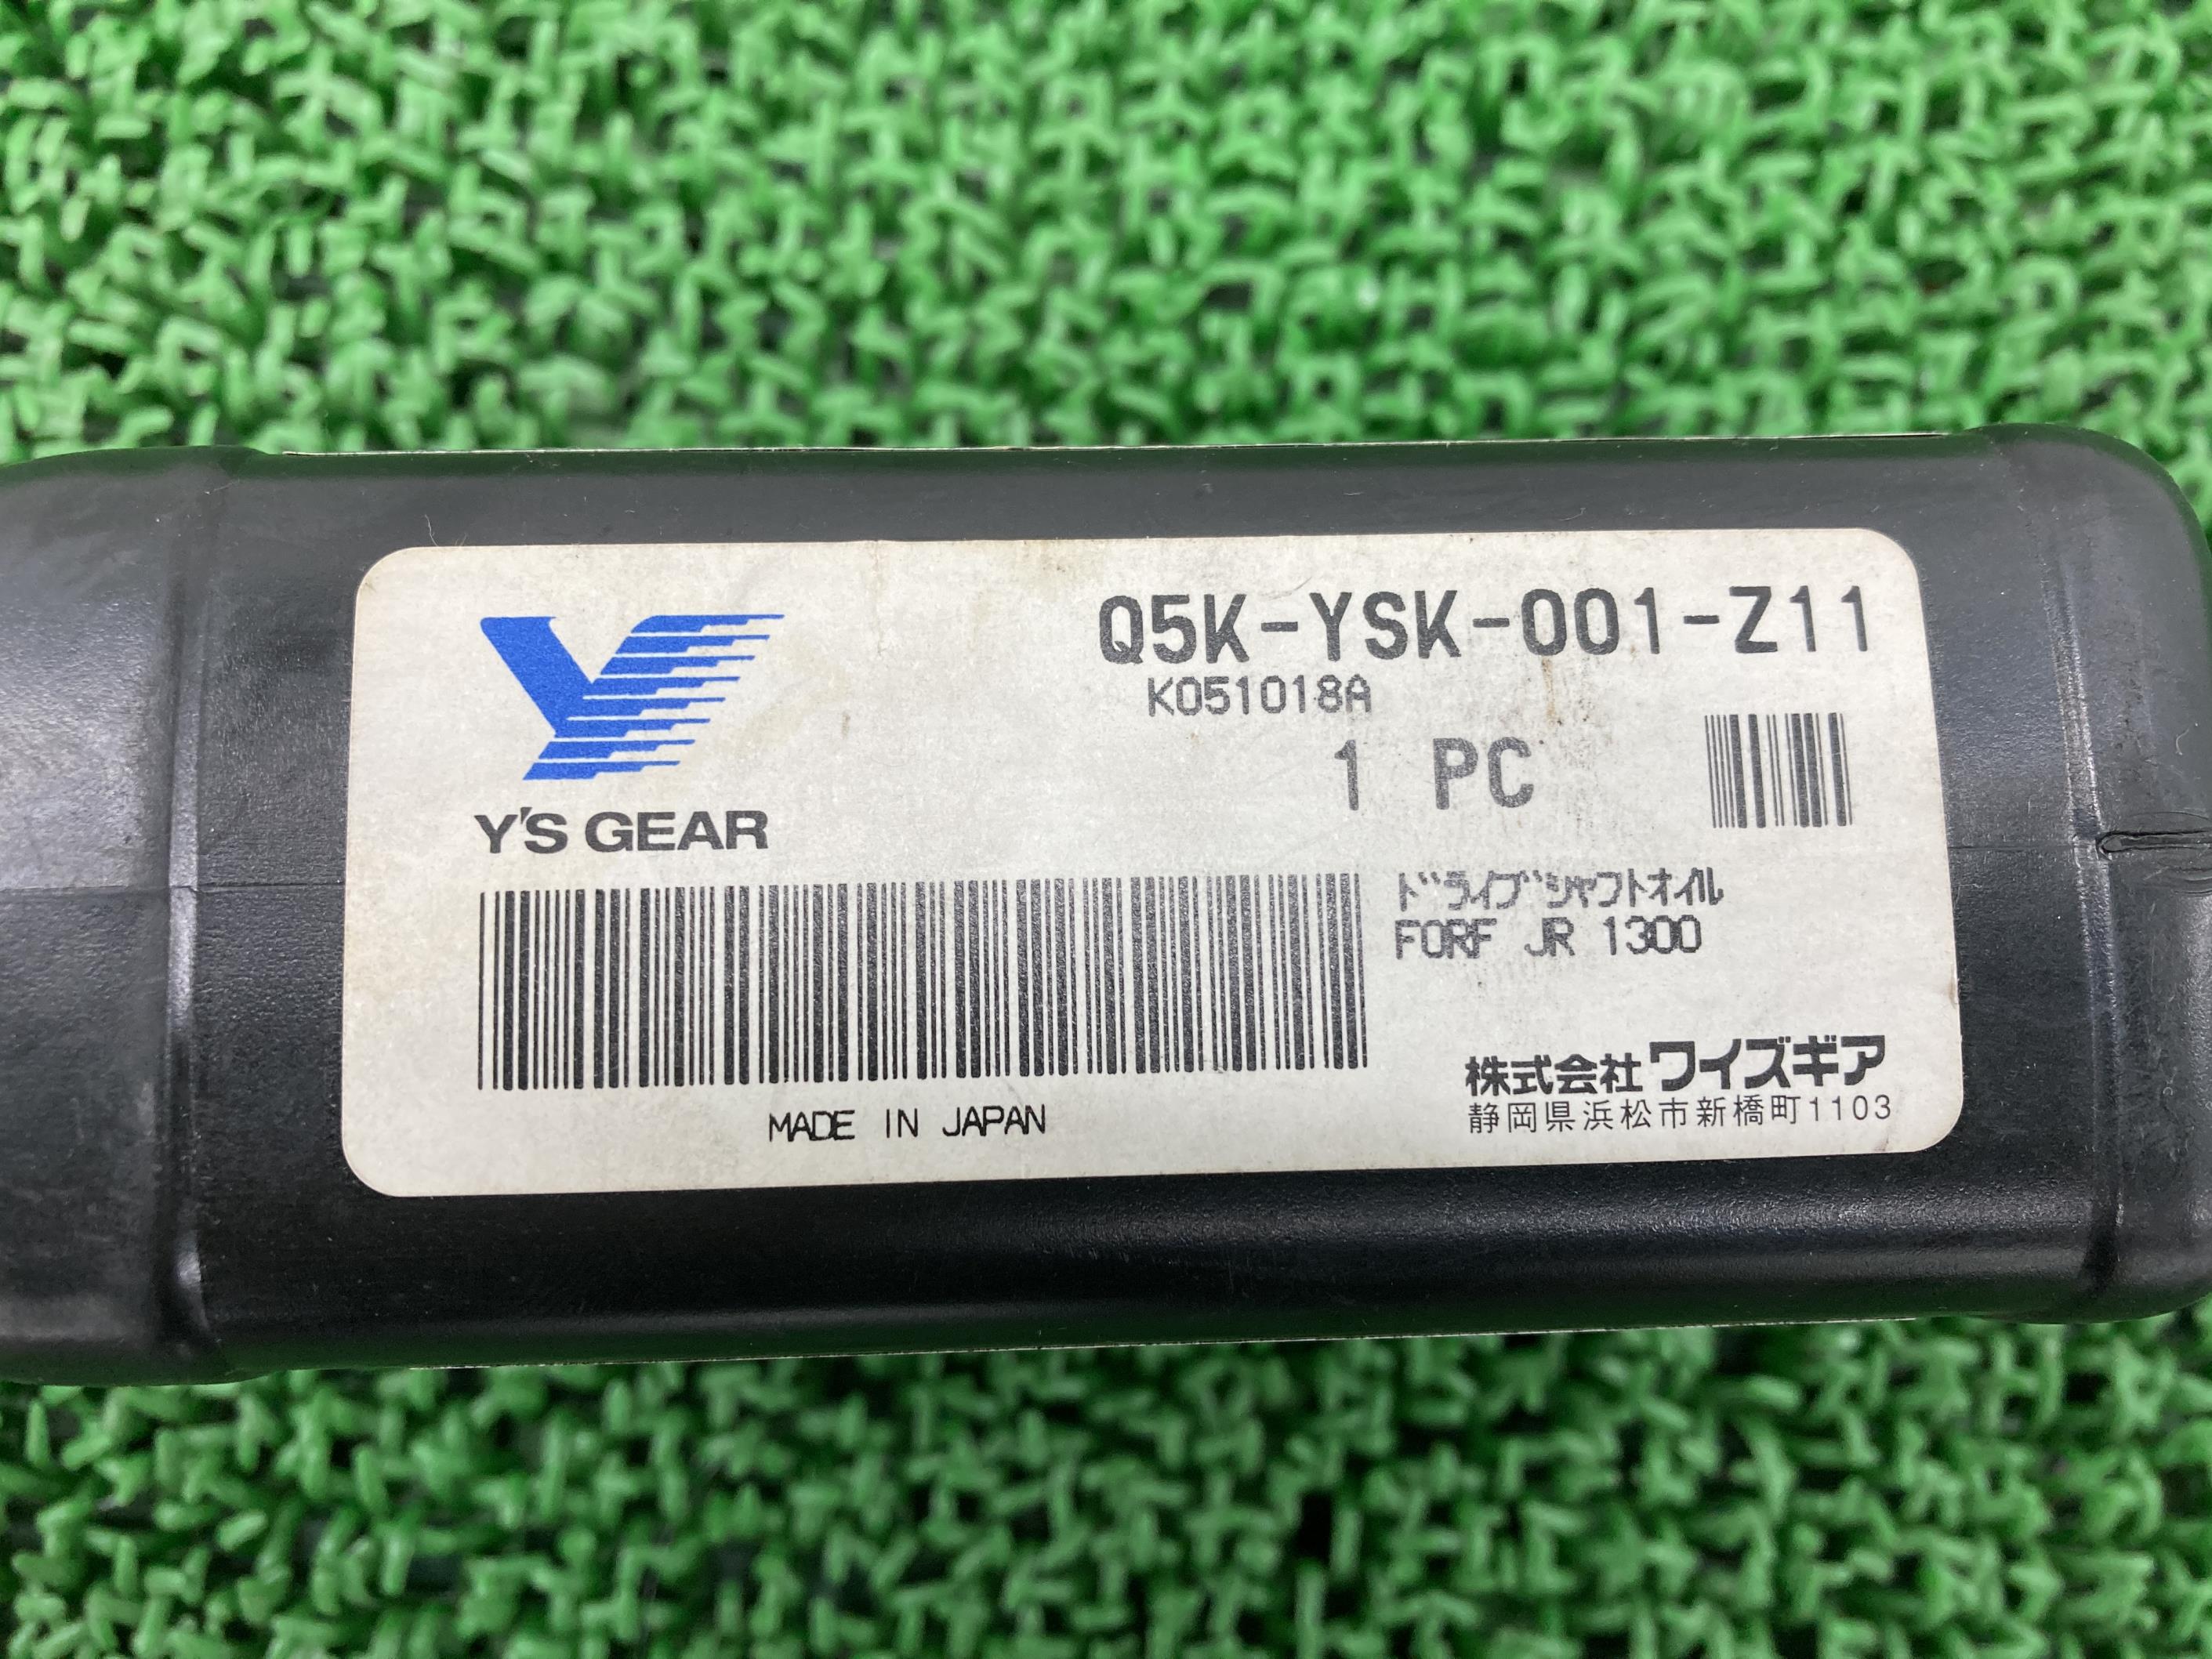 Q5K-YSK-001-Z11
K051018A
1 PC
Y'S GEAR
ドライブシャフトオイル
FORF JR 1300
MADE IN JAPAN
株式会社ワイズギア
静岡県浜松市新橋町1103